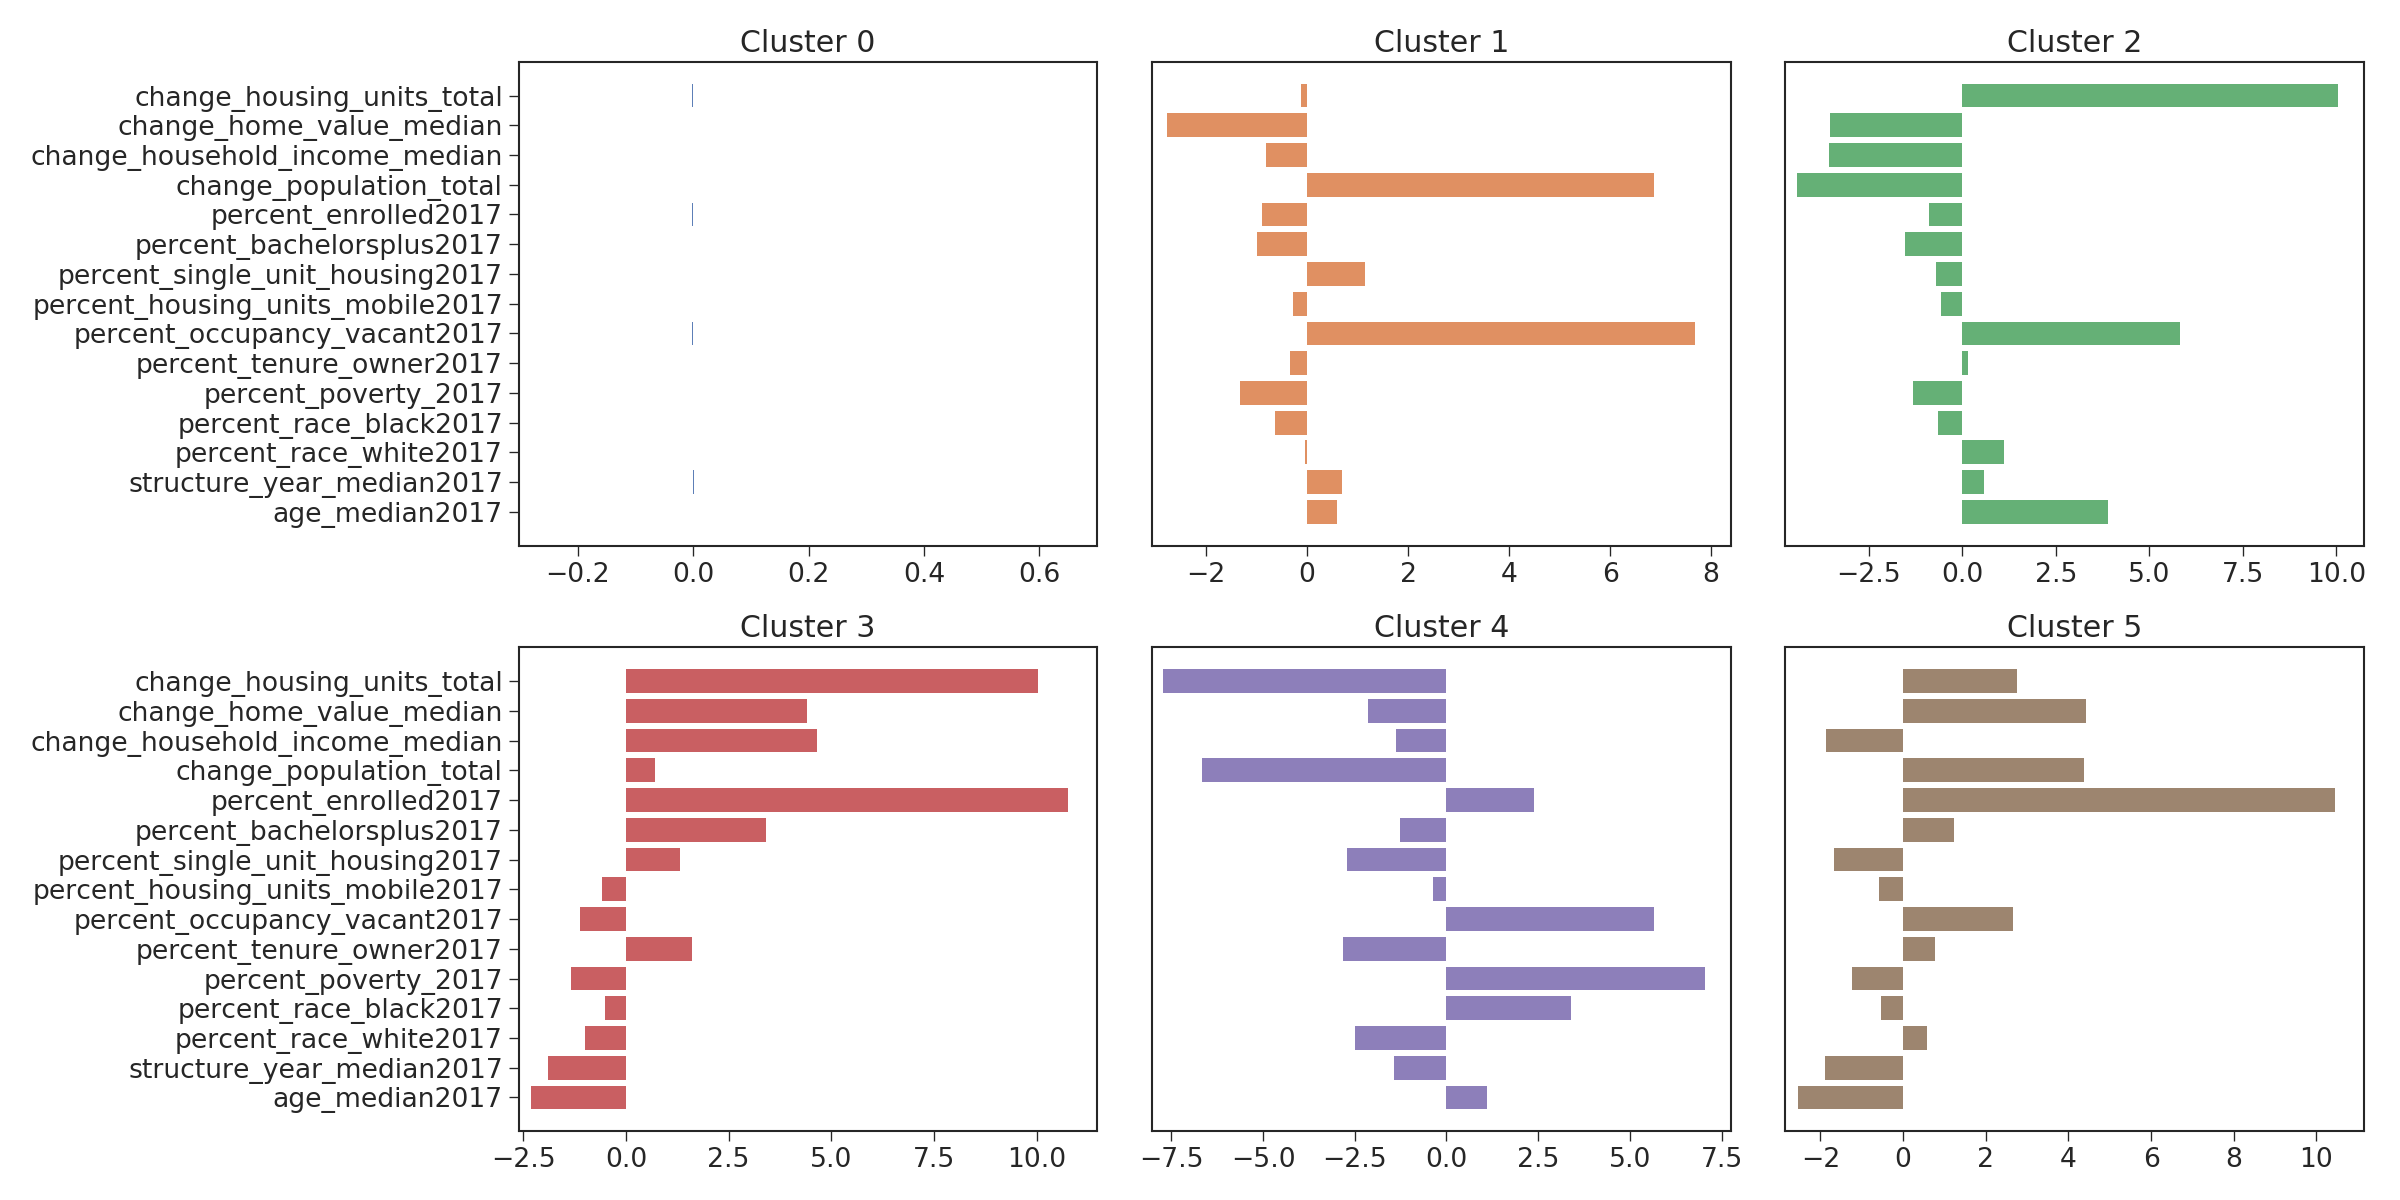 Cluster 0
Cluster 1
Cluster 2
change_housing_units_total
change_home_value_median
change_household_income_median
change_population_total
percent_enrolled2017
percent_bachelorsplus2017
percent_single_unit_housing2017
percent_housing_units_mobile2017
percent_occupancy_vacant2017
percent_tenure_owner2017
percent_poverty_2017
percent_race_black2017
percent_race_white2017
structure_year_median2017
age_median2017
−0.2 0.0 0.2 0.4 0.6
−2 0 2 4 6 8
−2.5 0.0 2.5 5.0 7.5 10.0
Cluster 3
Cluster 4
Cluster 5
change_housing_units_total
change_home_value_median
change_household_income_median
change_population_total
percent_enrolled2017
percent_bachelorsplus2017
percent_single_unit_housing2017
percent_housing_units_mobile2017
percent_occupancy_vacant2017
percent_tenure_owner2017
percent_poverty_2017
percent_race_black2017
percent_race_white2017
structure_year_median2017
age_median2017
−2.5 0.0 2.5 5.0 7.5 10.0
−7.5 −5.0 −2.5 0.0 2.5 5.0 7.5
−2 0 2 4 6 8 10